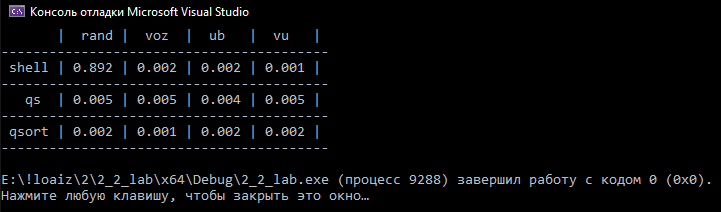 Консоль отладки Microsoft Visual Studio
| rand | voz | ub | vu |
----------------------------------------
shell | 0.892 | 0.002 | 0.002 | 0.001 |
----------------------------------------
qs | 0.005 | 0.005 | 0.004 | 0.005 |
----------------------------------------
qsort | 0.002 | 0.001 | 0.002 | 0.002 |
----------------------------------------
E:\!loaiz\2\2_2_lab\x64\Debug\2_2_lab.exe (процесс 9288) завершил работу с кодом 0 (0x0).
Нажмите любую клавишу, чтобы закрыть это окно…